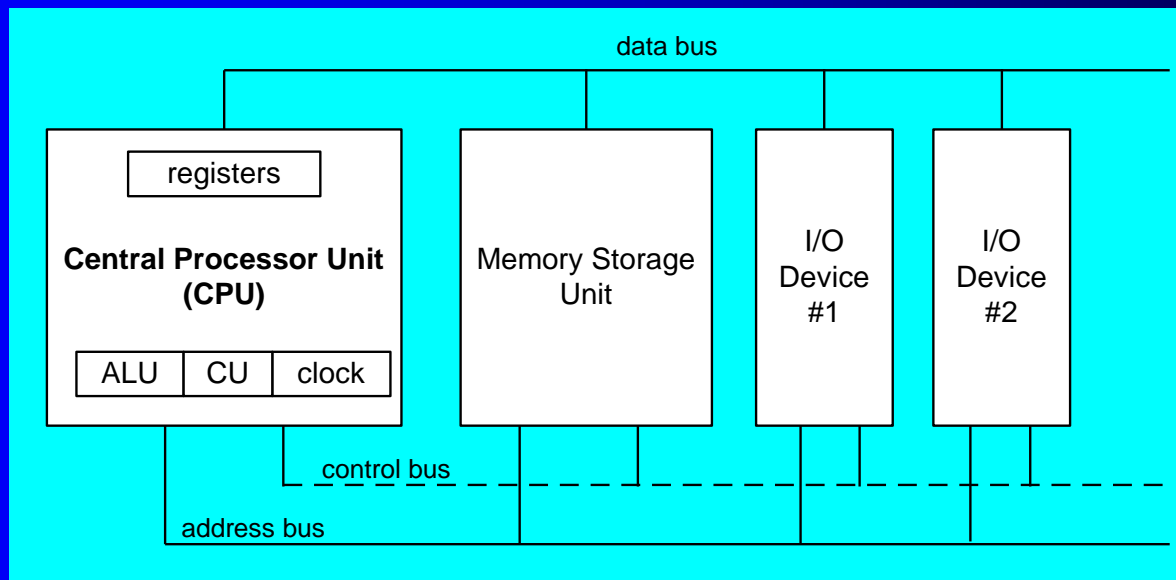 data bus
registers
Central Processor Unit
(CPU)
ALU CU clock
Memory Storage
Unit
I/O
Device
#1
I/O
Device
#2
control bus
address bus